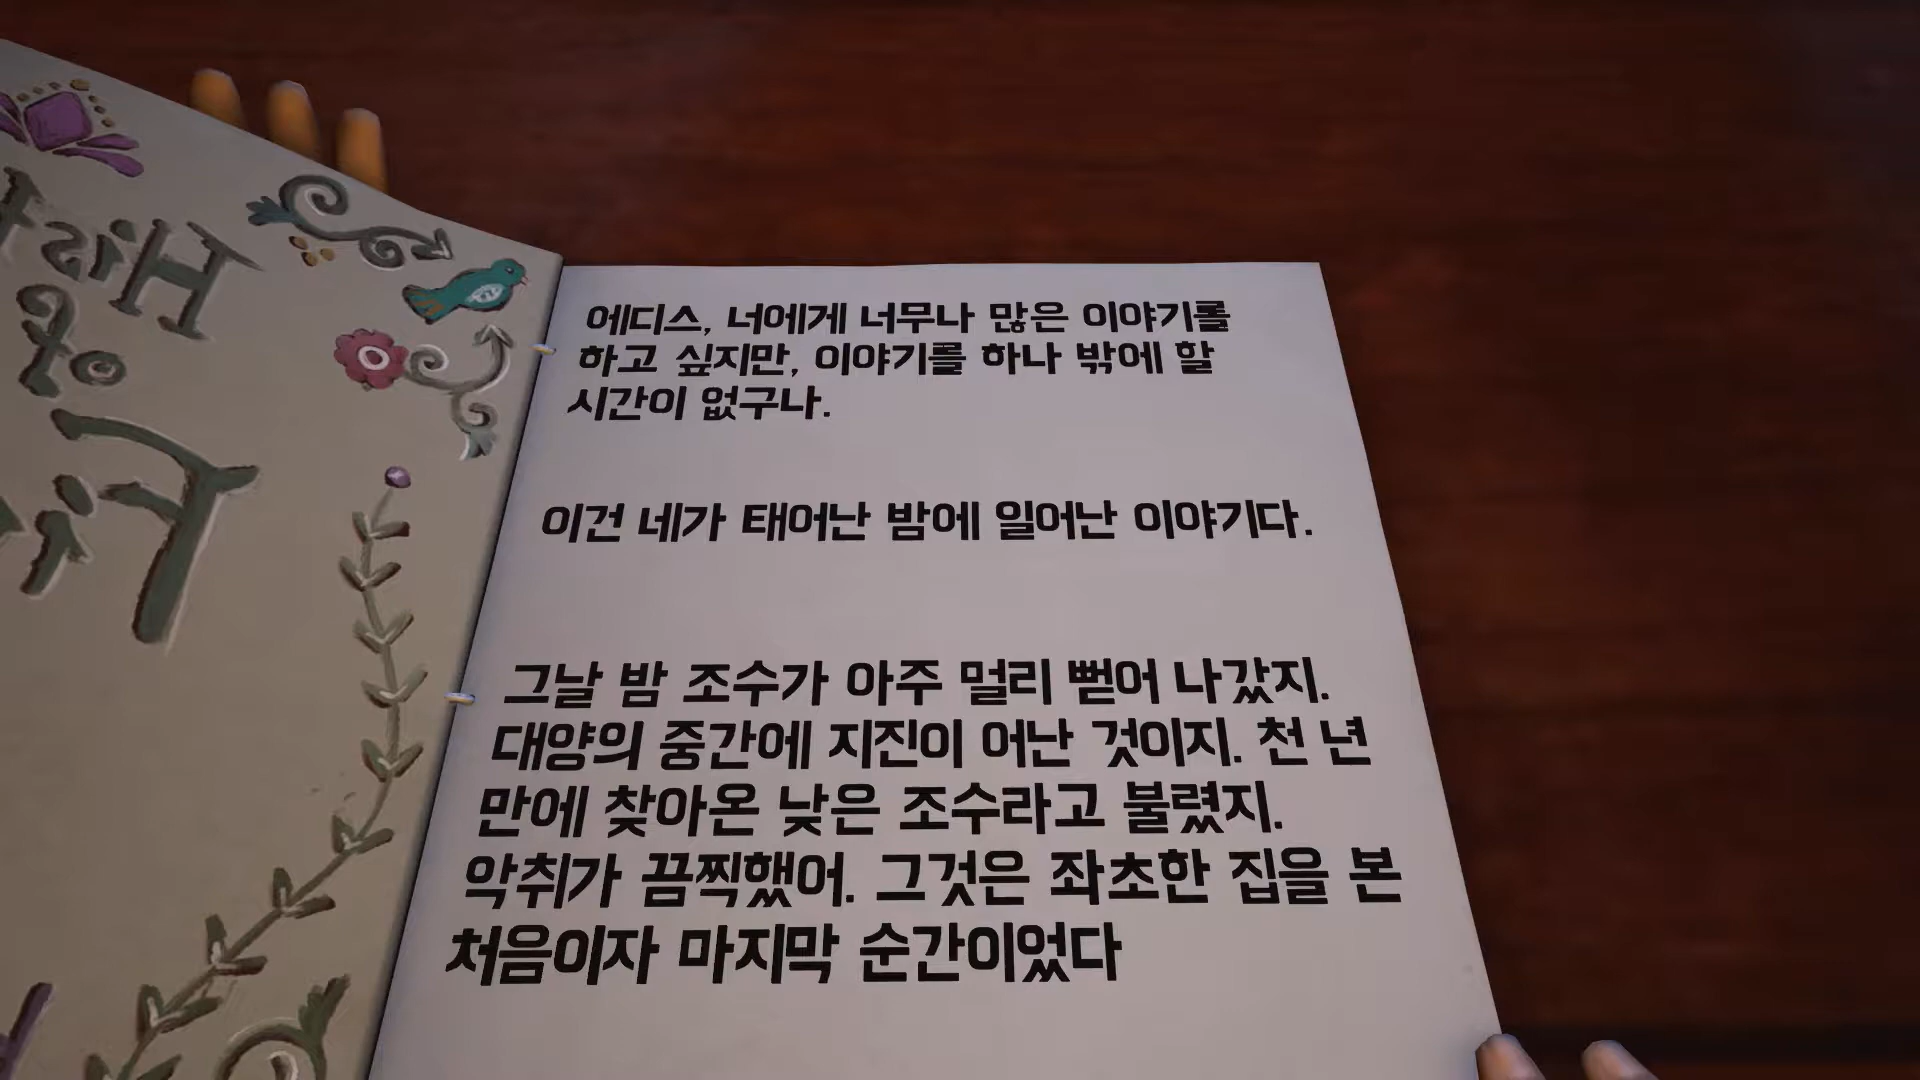 에디스, 너에게 너무나 많은 이야기를
하고 싶지만, 이야기를 하나 밖에 할
시간이 없구나.
이건 네가 태어난 밤에 일어난 이야기다.
그날 밤 조수가 아주 멀리 뻗어 나갔지.
대양의 중간에 지진이 어난 것이지. 천 년
만에 찾아온 낮은 조수라고 불렸지.
악취가 끔찍했어. 그것은 좌초한 집을 본
처음이자 마지막 순간이었다